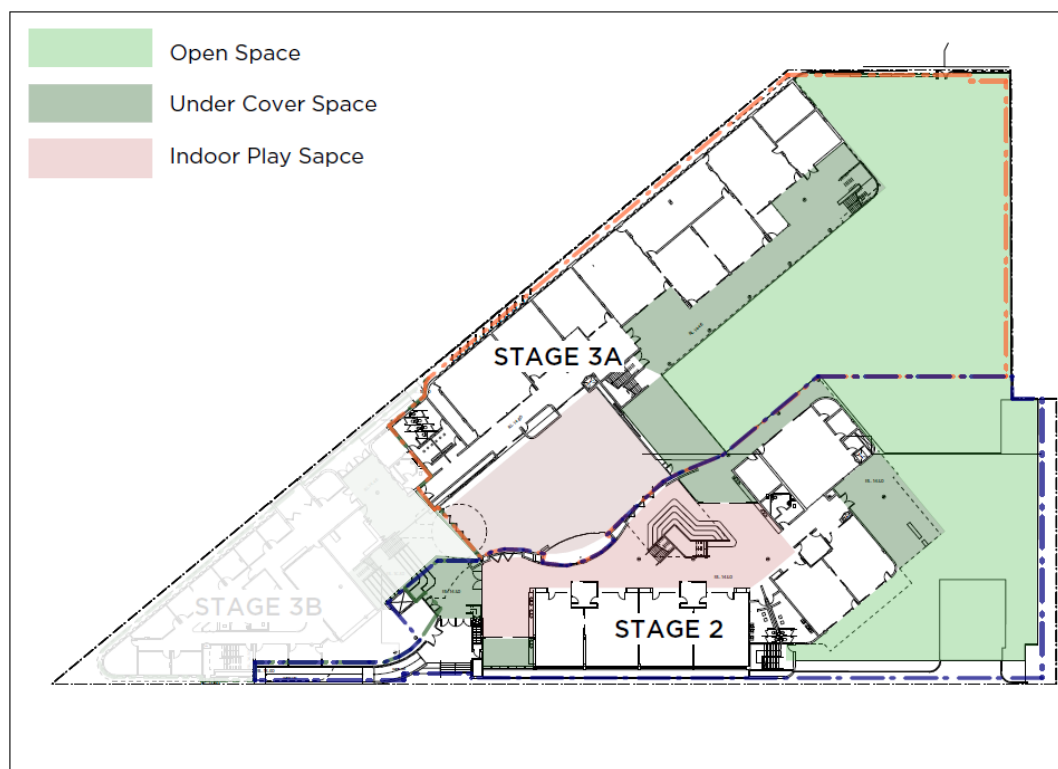 Open Space
Under Cover Space
Indoor Play Sapce
STAGE 3A
STAGE 3B
STAGE 2